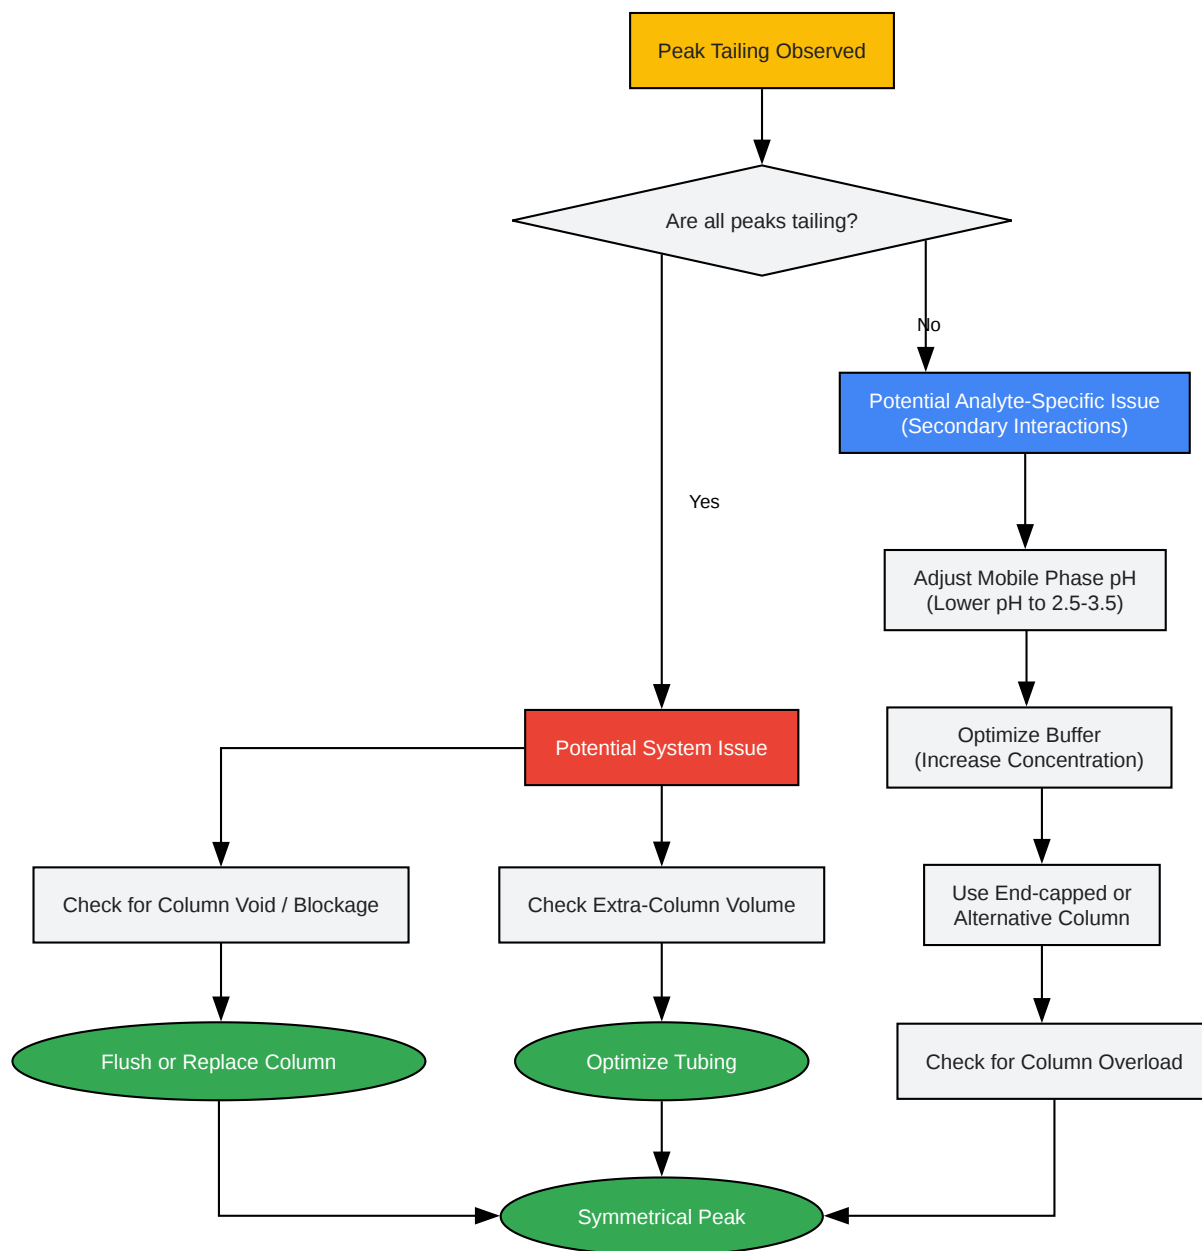 Peak Tailing Observed
Are all peaks tailing?
No
Potential Analyte-Specific Issue
(Secondary Interactions)
Yes
Adjust Mobile Phase pH
(Lower pH to 2.5-3.5)
Potential System Issue
Optimize Buffer
(Increase Concentration)
Check for Column Void / Blockage
Check Extra-Column Volume
Use End-capped or
Alternative Column
Flush or Replace Column
Optimize Tubing
Check for Column Overload
Symmetrical Peak